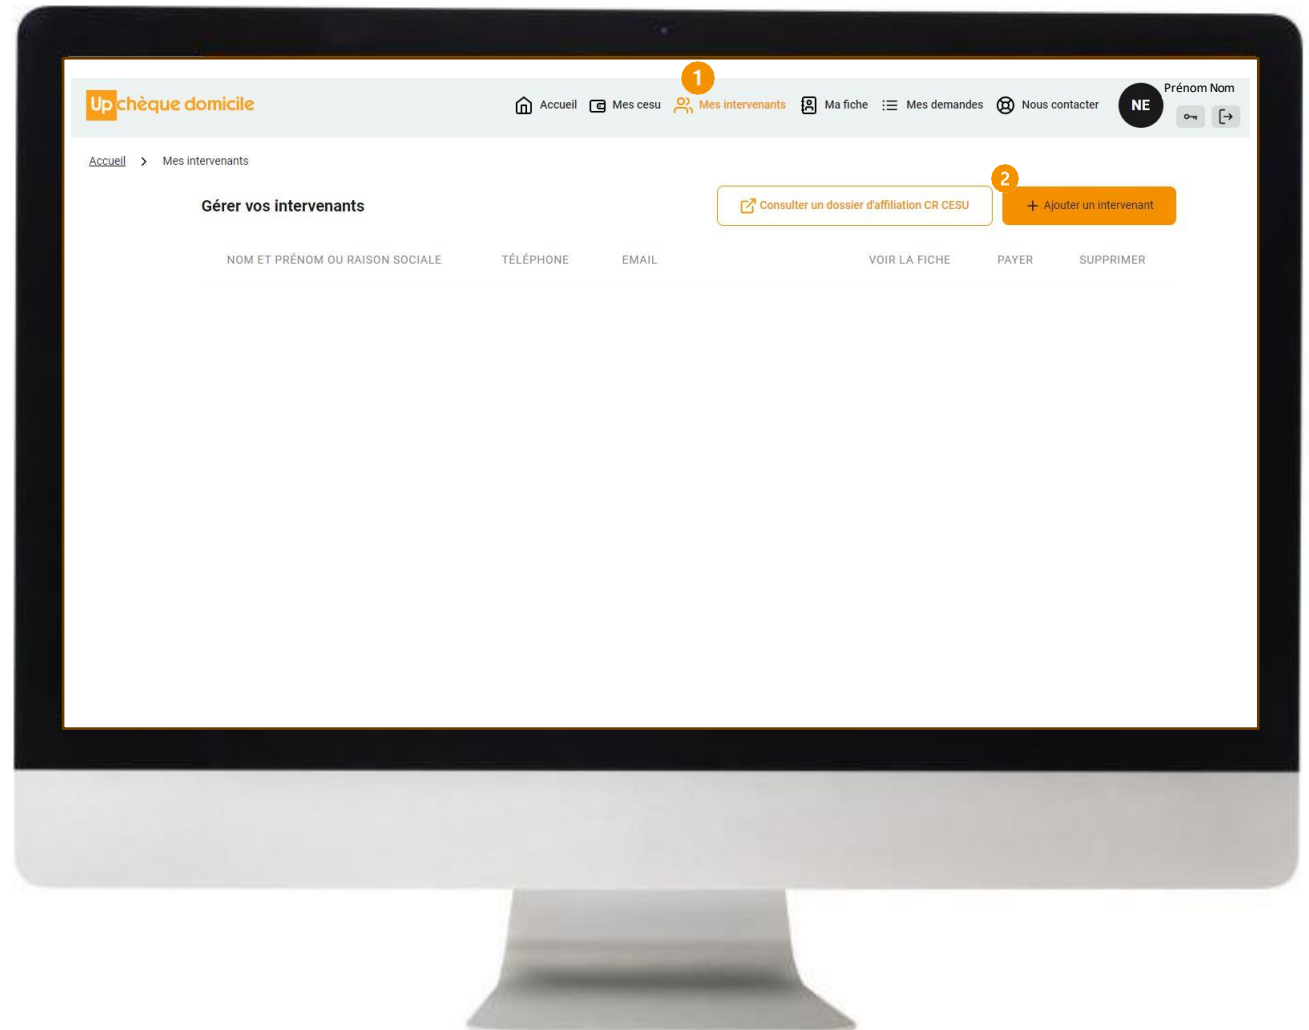 1
Up chèque domicile Accueil Mes cesu Mes intervenants Ma fiche Mes demandes Nous contacter NE Prénom Nom
Accueil > Mes intervenants
2
Gérer vos intervenants Consulter un dossier d'affiliation CR CESU + Ajouter un intervenant
NOM ET PRÉNOM OU RAISON SOCIALE TÉLÉPHONE EMAIL VOIR LA FICHE PAYER SUPPRIMER